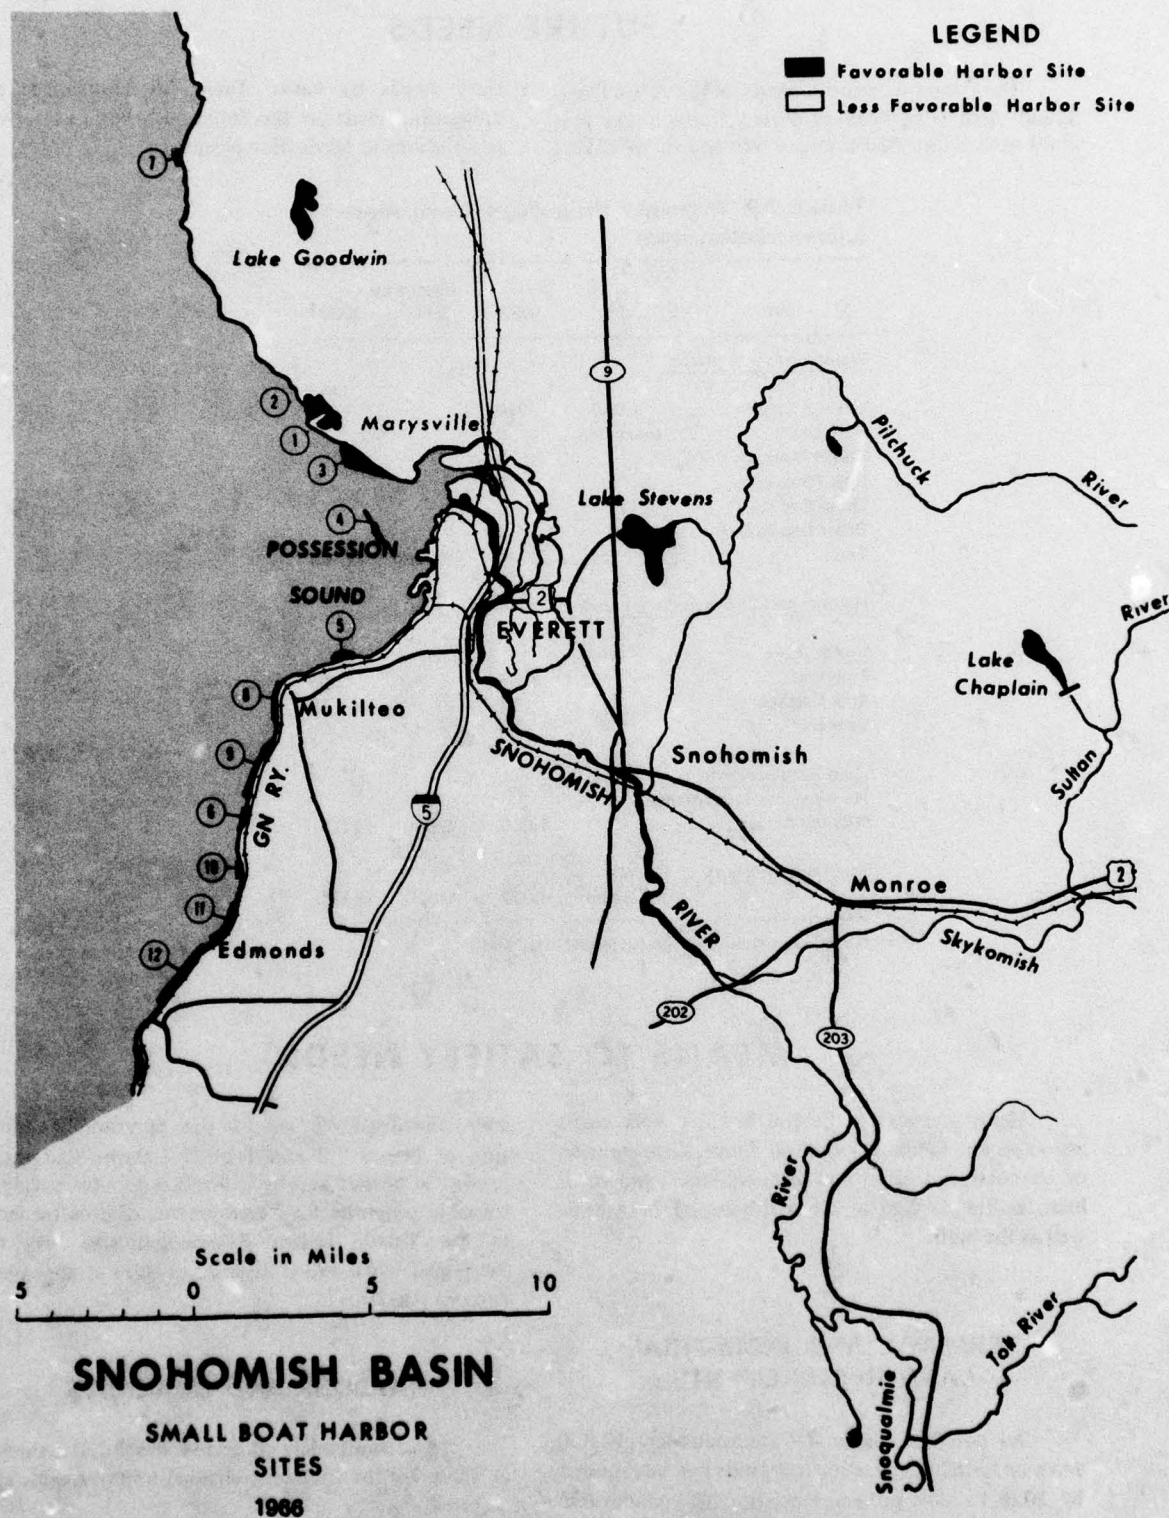 LEGEND
Favorable Harbor Site
Less Favorable Harbor Site
7
Lake Goodwin
9
2
Marysville
1
3
Pilchuck
River
Lake Stevens
4
POSSESSION
SOUND
2
EVERETT
5
River
Lake
Chaplain
8
Mukilteo
SNOHOMISH
Snohomish
Sultan
9
GN RY.
6
5
10
Monroe
2
11
RIVER
Edmonds
Skykomish
12
202
203
River
Scale in Miles
5 0 5 10
Tolt River
Snoqualmie
SNOHOMISH BASIN
SMALL BOAT HARBOR
SITES
1966